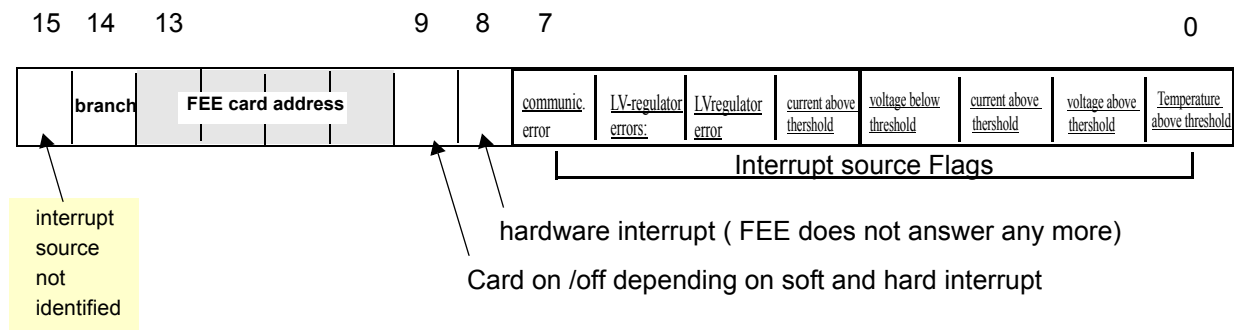 15 14 13 9 8 7 0
branch FEE card address
communic. error
LV-regulator errors:
LVregulator error
current above thershold
voltage below threshold
current above thershold
voltage above thershold
Temperature above threshold
Interrupt source Flags
interrupt
source
not
identified
hardware interrupt ( FEE does not answer any more)
Card on /off depending on soft and hard interrupt